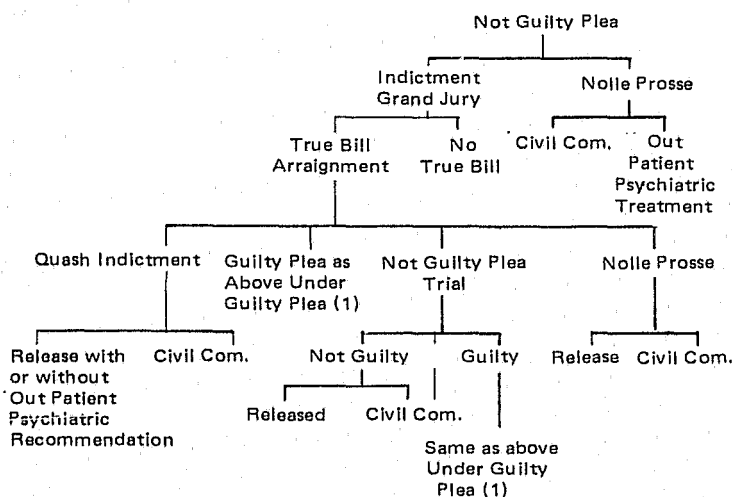 Not Guilty Plea
Indictment
Grand Jury
Nolle Prosse
True Bill
Arraignment
No
True Bill
Civil Com.
Out
Patient
Psychiatric
Treatment
Quash Indictment
Guilty Plea as
Above Under
Guilty Plea (1)
Not Guilty Plea
Trial
Nolle Prosse
Release with
or without
Out Patient
Psychiatric
Recommendation
Civil Com.
Not Guilty
Guilty
Release
Civil Com.
Released
Civil Com.
Same as above
Under Guilty
Plea (1)